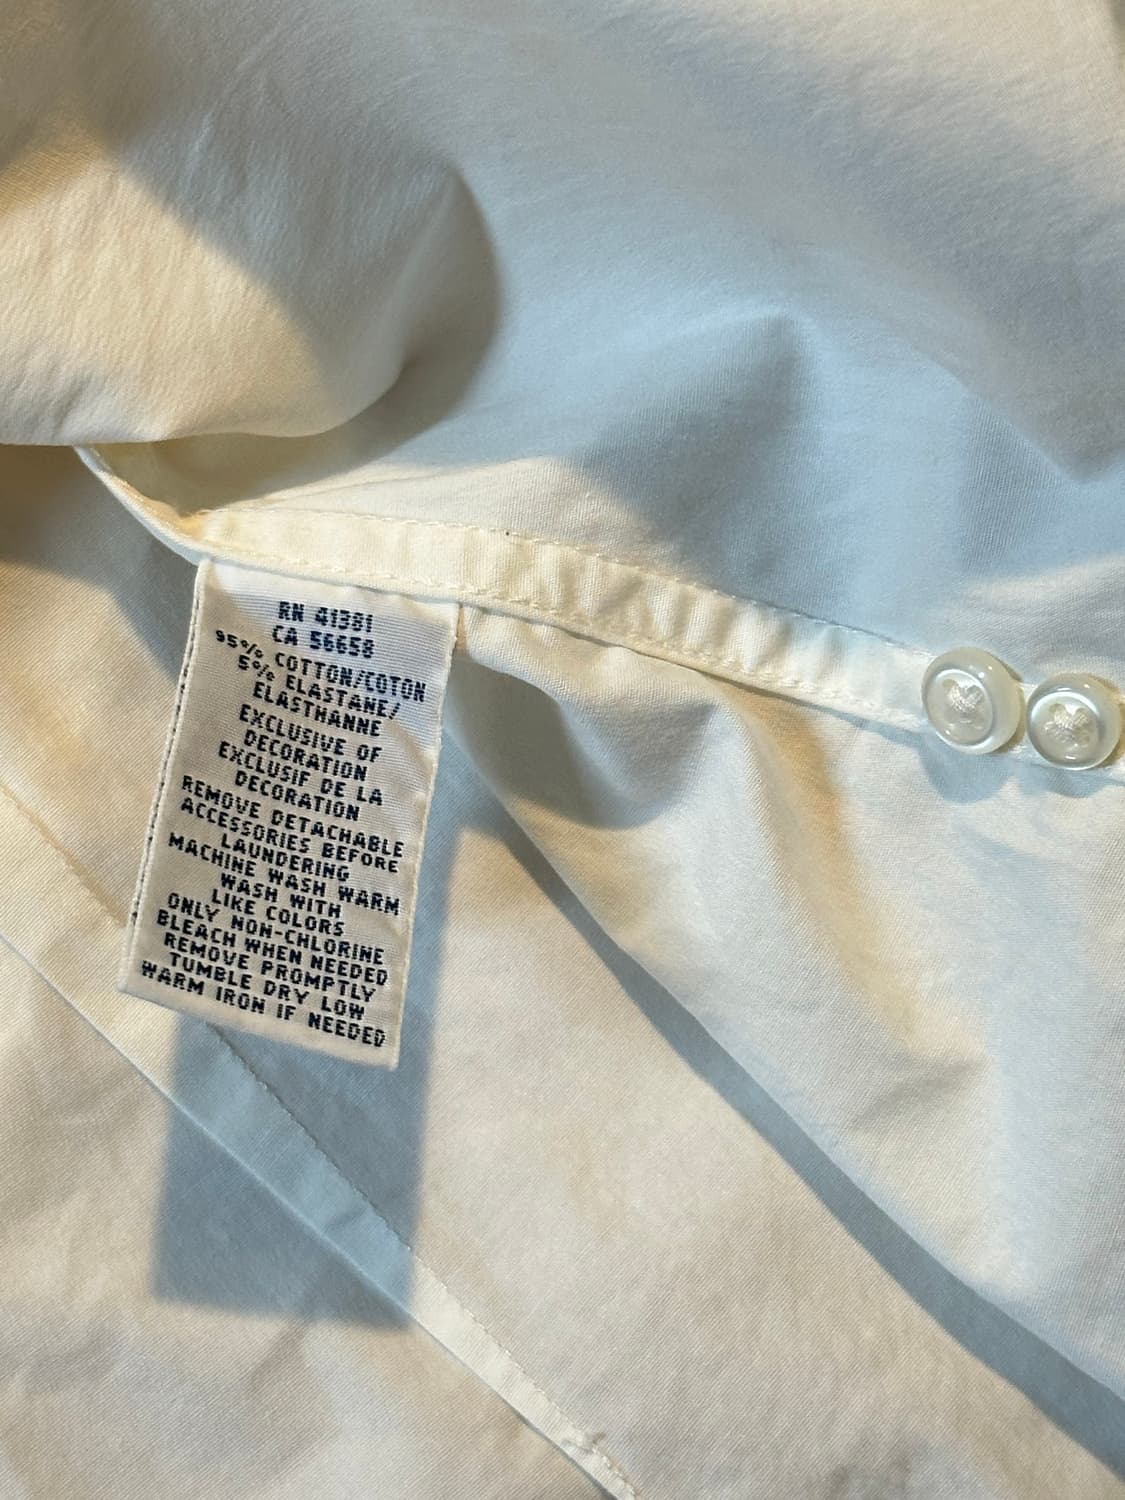 RN 41381
CA 56658
95% COTTON/COTON
5% ELASTANE/
ELASTHANNE
EXCLUSIVE OF
DECORATION
EXCLUSIF DE LA
DECORATION
REMOVE DETACHABLE
ACCESSORIES BEFORE
LAUNDERING
MACHINE WASH WARM
WASH WITH
LIKE COLORS
ONLY NON-CHLORINE
BLEACH WHEN NEEDED
REMOVE PROMPTLY
TUMBLE DRY LOW
WARM IRON IF NEEDED